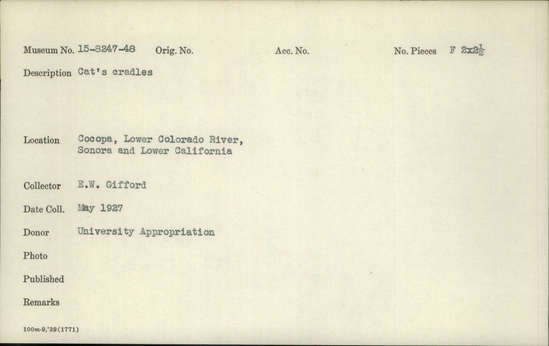 Museum No. 15-8247-48 Orig. No. Acc. No. No. Pieces F 2x2½
Description Cat's cradles
Location Cocopa, Lower Colorado River,
Sonora and Lower California
Collector E.W. Gifford
Date Coll. May 1927
Donor University Appropriation
Photo
Published
Remarks
100m-9,'29(1771)